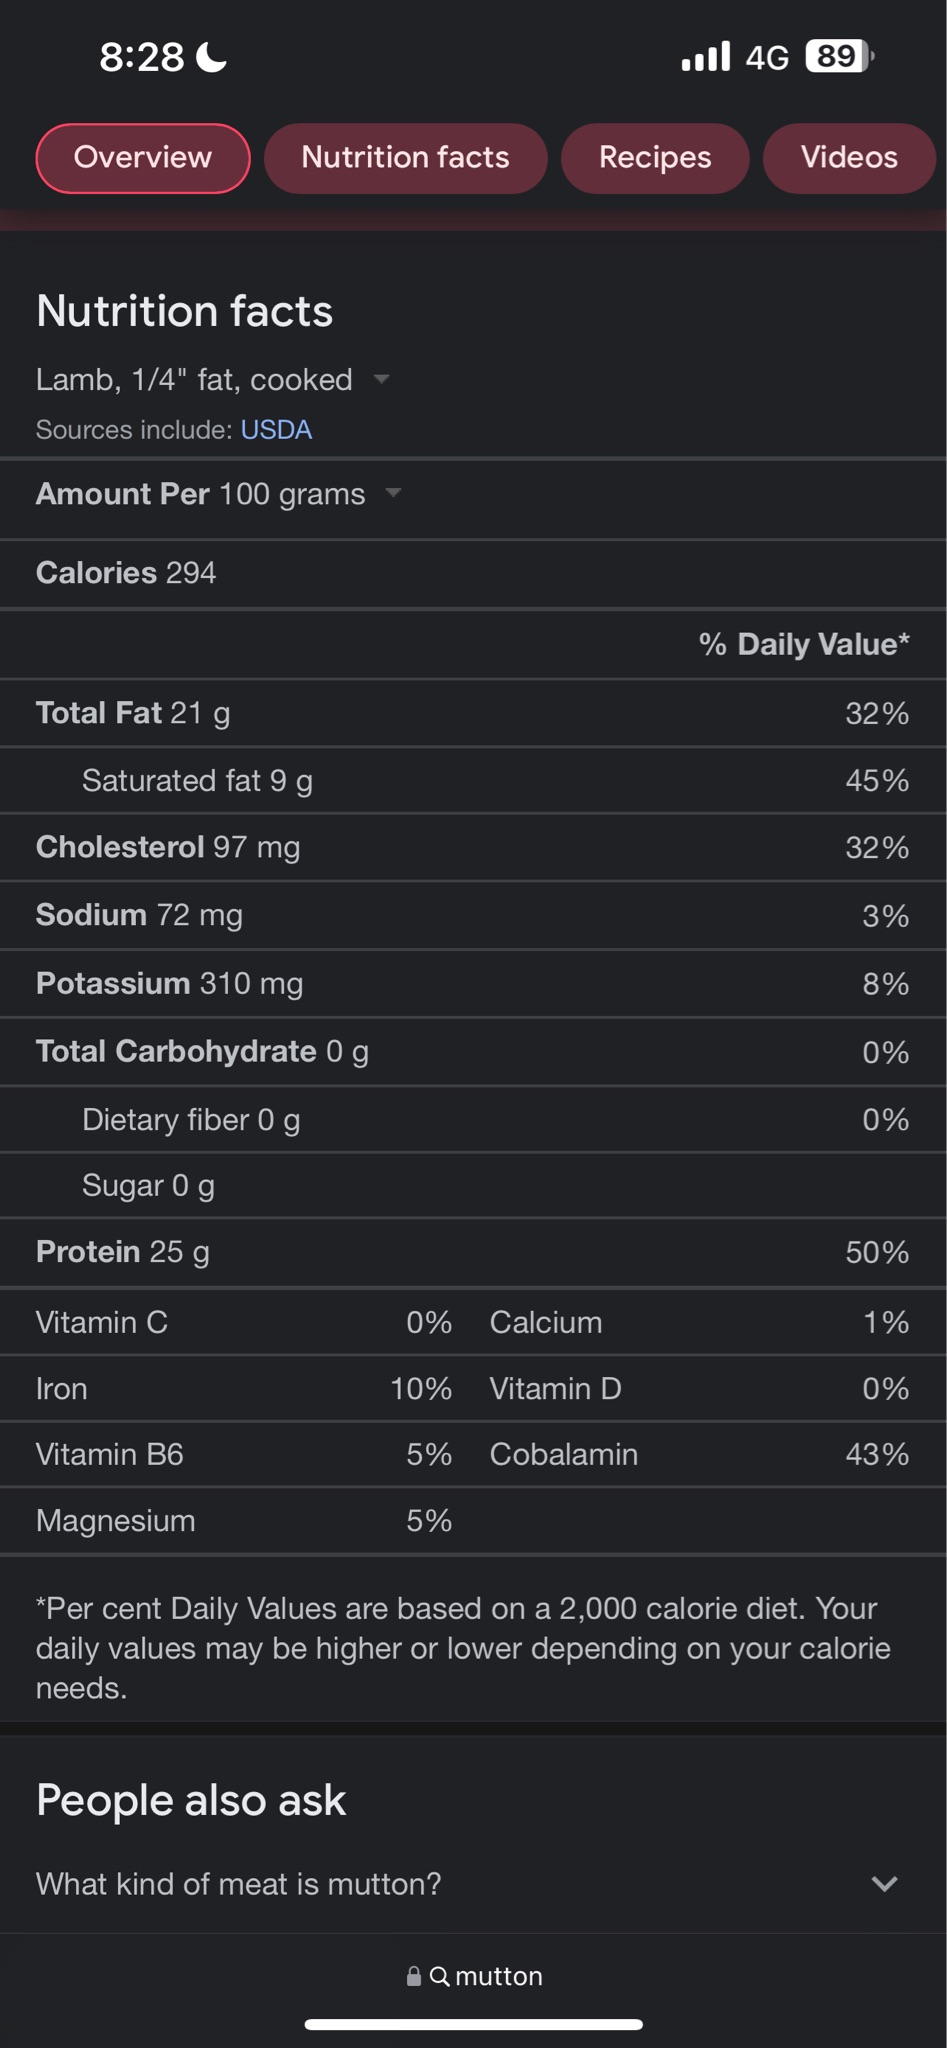 8:28 4G 89
Overview Nutrition facts Recipes Videos
Nutrition facts
Lamb, 1/4" fat, cooked
Sources include: USDA
Amount Per 100 grams
Calories 294
% Daily Value*
Total Fat 21 g 32%
Saturated fat 9 g 45%
Cholesterol 97 mg 32%
Sodium 72 mg 3%
Potassium 310 mg 8%
Total Carbohydrate 0 g 0%
Dietary fiber 0 g 0%
Sugar 0 g
Protein 25 g 50%
Vitamin C 0% Calcium 1%
Iron 10% Vitamin D 0%
Vitamin B6 5% Cobalamin 43%
Magnesium 5%
*Per cent Daily Values are based on a 2,000 calorie diet. Your
daily values may be higher or lower depending on your calorie
needs.
People also ask
What kind of meat is mutton?
mutton